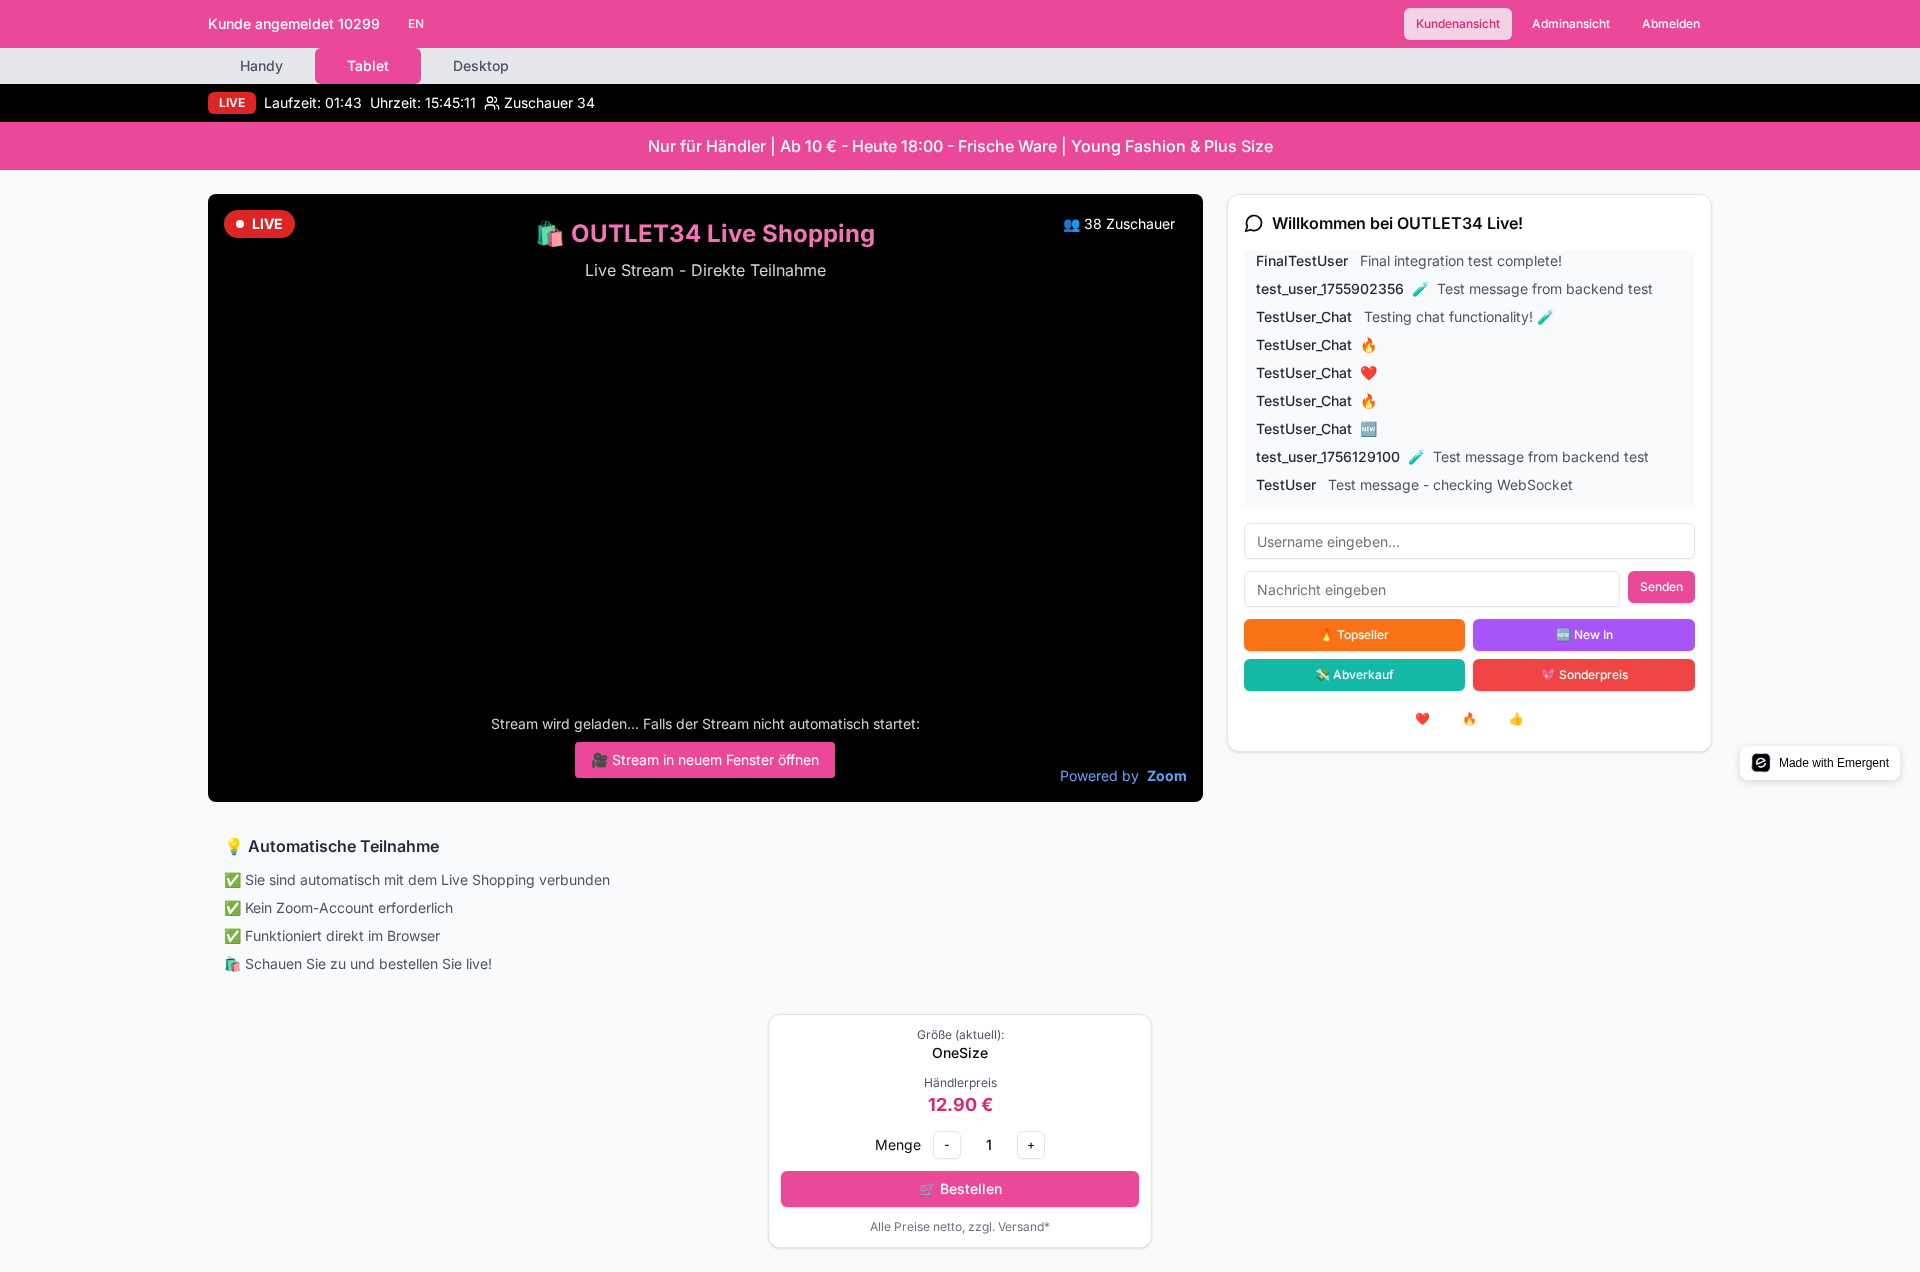 Kunde angemeldet 10299 EN Kundenansicht Adminansicht Abmelden
Handy Tablet Desktop
LIVE Laufzeit: 01:43 Uhrzeit: 15:45:11 Zuschauer 34
Nur für Händler | Ab 10 € - Heute 18:00 - Frische Ware | Young Fashion & Plus Size
LIVE
🛍️ OUTLET34 Live Shopping
👥 38 Zuschauer
Live Stream - Direkte Teilnahme
Stream wird geladen... Falls der Stream nicht automatisch startet:
🎥 Stream in neuem Fenster öffnen
Powered by Zoom
Willkommen bei OUTLET34 Live!
FinalTestUser Final integration test complete!
test_user_1755902356 🧪 Test message from backend test
TestUser_Chat Testing chat functionality! 🧪
TestUser_Chat 🔥
TestUser_Chat ❤️
TestUser_Chat 🔥
TestUser_Chat 🆕
test_user_1756129100 🧪 Test message from backend test
TestUser Test message - checking WebSocket
Username eingeben...
Nachricht eingeben Senden
🔥 Topseller 🆕 New In
💸 Abverkauf 💖 Sonderpreis
❤️ 🔥 👍
Made with Emergent
💡 Automatische Teilnahme
✅ Sie sind automatisch mit dem Live Shopping verbunden
✅ Kein Zoom-Account erforderlich
✅ Funktioniert direkt im Browser
🛍️ Schauen Sie zu und bestellen Sie live!
Größe (aktuell):
OneSize
Händlerpreis
12.90 €
Menge - 1 +
🛒 Bestellen
Alle Preise netto, zzgl. Versand*